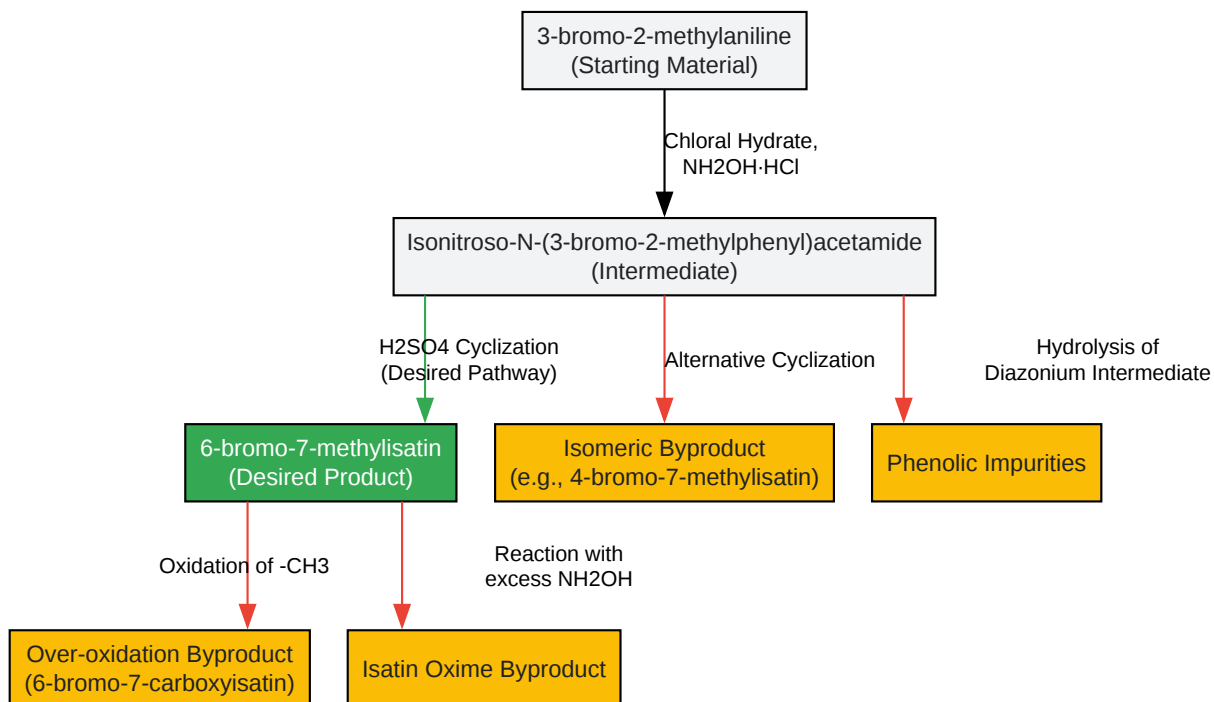 3-bromo-2-methylaniline
(Starting Material)
Chloral Hydrate,
NH2OH·HCl
Isonitroso-N-(3-bromo-2-methylphenyl)acetamide
(Intermediate)
H2SO4 Cyclization
(Desired Pathway)
Alternative Cyclization
Hydrolysis of
Diazonium Intermediate
6-bromo-7-methylisatin
(Desired Product)
Isomeric Byproduct
(e.g., 4-bromo-7-methylisatin)
Phenolic Impurities
Oxidation of -CH3
Reaction with
excess NH2OH
Over-oxidation Byproduct
(6-bromo-7-carboxyisatin)
Isatin Oxime Byproduct